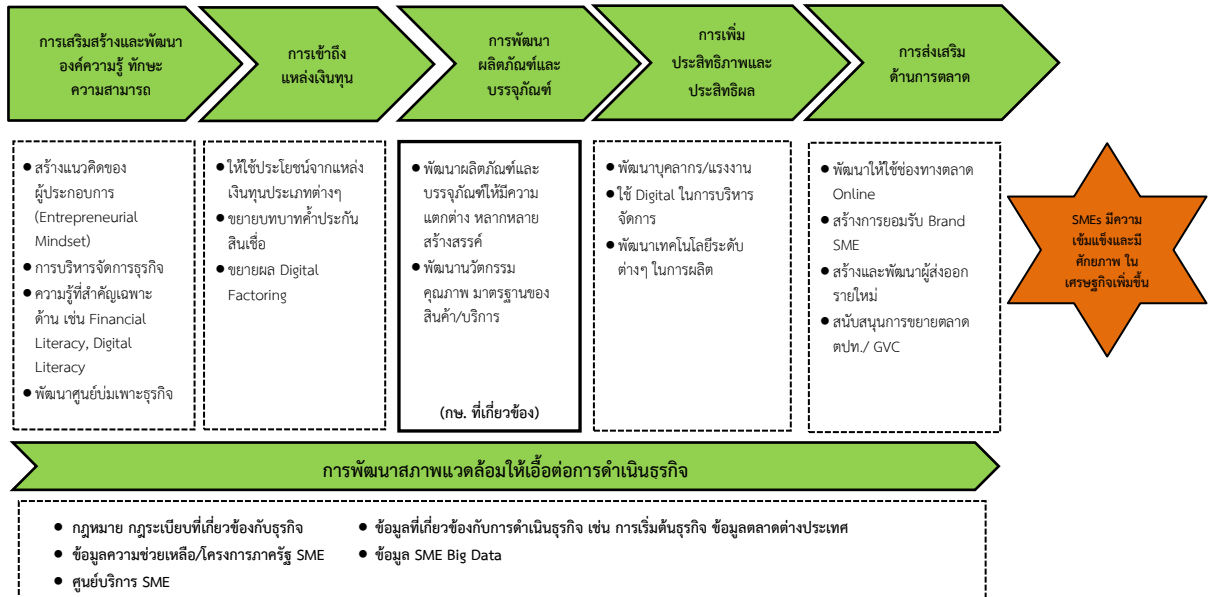 การเสริมสร้างและพัฒนา
องค์ความรู้ ทักษะ
ความสามารถ
การเข้าถึง
แหล่งเงินทุน
การพัฒนา
ผลิตภัณฑ์และ
บรรจุภัณฑ์
การเพิ่ม
ประสิทธิภาพและ
ประสิทธิผล
การส่งเสริม
ด้านการตลาด
● สร้างแนวคิดของ
ผู้ประกอบการ
(Entrepreneurial
Mindset)
● การบริหารจัดการธุรกิจ
● ความรู้ที่สำคัญเฉพาะ
ด้าน เช่น Financial
Literacy, Digital
Literacy
● พัฒนาศูนย์บ่มเพาะธุรกิจ
● ให้ใช้ประโยชน์จากแหล่ง
เงินทุนประเภทต่างๆ
● ขยายบทบาทค้ำประกัน
สินเชื่อ
● ขยายผล Digital
Factoring
● พัฒนาผลิตภัณฑ์และ
บรรจุภัณฑ์ให้มีความ
แตกต่าง หลากหลาย
สร้างสรรค์
● พัฒนานวัตกรรม
คุณภาพ มาตรฐานของ
สินค้า/บริการ
(กษ. ที่เกี่ยวข้อง)
● พัฒนาบุคลากร/แรงงาน
● ใช้ Digital ในการบริหาร
จัดการ
● พัฒนาเทคโนโลยีระดับ
ต่างๆ ในการผลิต
● พัฒนาให้ใช้ช่องทางตลาด
Online
● สร้างการยอมรับ Brand
SME
● สร้างและพัฒนาผู้ส่งออก
รายใหม่
● สนับสนุนการขยายตลาด
ตปท./ GVC
SMEs มีความ
เข้มแข็งและมี
ศักยภาพ ใน
เศรษฐกิจเพิ่มขึ้น
การพัฒนาสภาพแวดล้อมให้เอื้อต่อการดำเนินธุรกิจ
● กฎหมาย กฎระเบียบที่เกี่ยวข้องกับธุรกิจ
● ข้อมูลความช่วยเหลือ/โครงการภาครัฐ SME
● ศูนย์บริการ SME
● ข้อมูลที่เกี่ยวข้องกับการดำเนินธุรกิจ เช่น การเริ่มต้นธุรกิจ ข้อมูลตลาดต่างประเทศ
● ข้อมูล SME Big Data